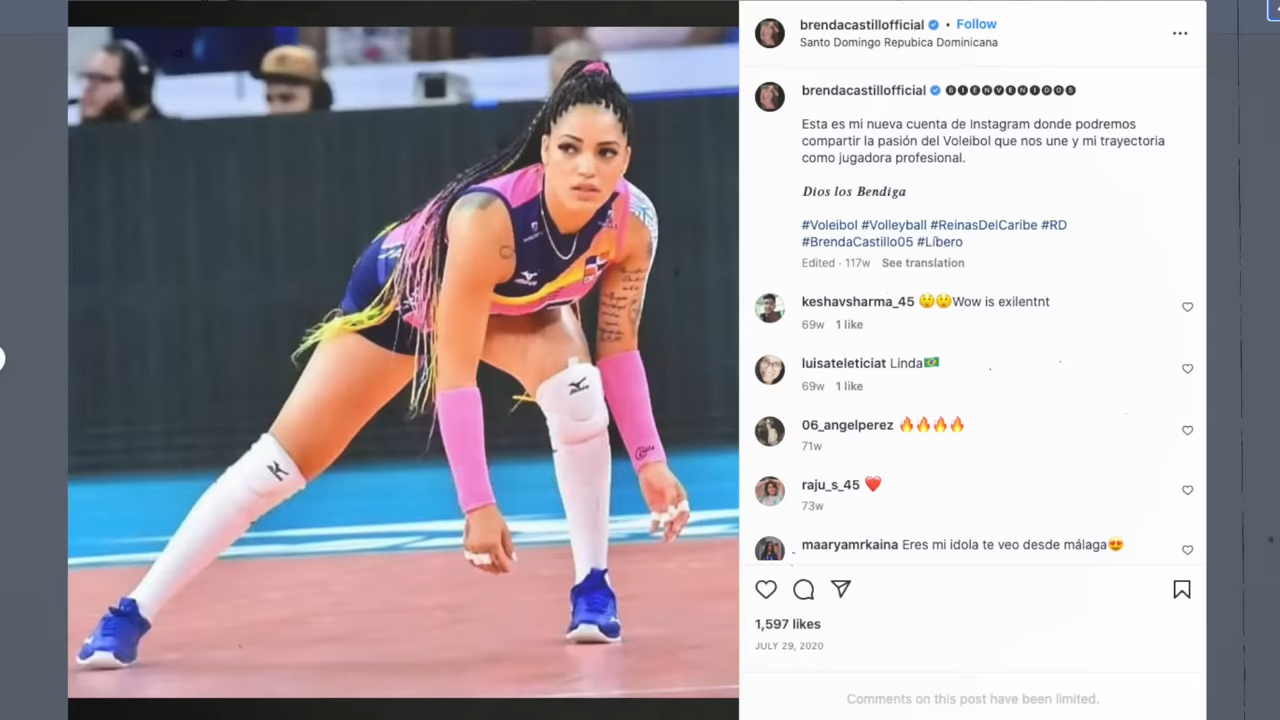 brendacastillofficial • Follow
Santo Domingo Repubica Dominicana
brendacastillofficial 🅑🅘🅔🅝🅥🅔🅝🅘🅓🅞🅢
Esta es mi nueva cuenta de Instagram donde podremos
compartir la pasión del Voleibol que nos une y mi trayectoria
como jugadora profesional.
𝑫𝒊𝒐𝒔 𝒍𝒐𝒔 𝑩𝒆𝒏𝒅𝒊𝒈𝒂
#Voleibol #Volleyball #ReinasDelCaribe #RD
#BrendaCastillo05 #Líbero
Edited · 117w See translation
keshavsharma_45 😲😲Wow is exilentnt
69w 1 like
luisateleticiat Linda🇧🇷
69w 1 like
06_angelperez 🔥🔥🔥🔥
71w
raju_s_45 ❤️
73w
maaryamrkaina Eres mi idola te veo desde málaga😍
1,597 likes
JULY 29, 2020
Comments on this post have been limited.
K